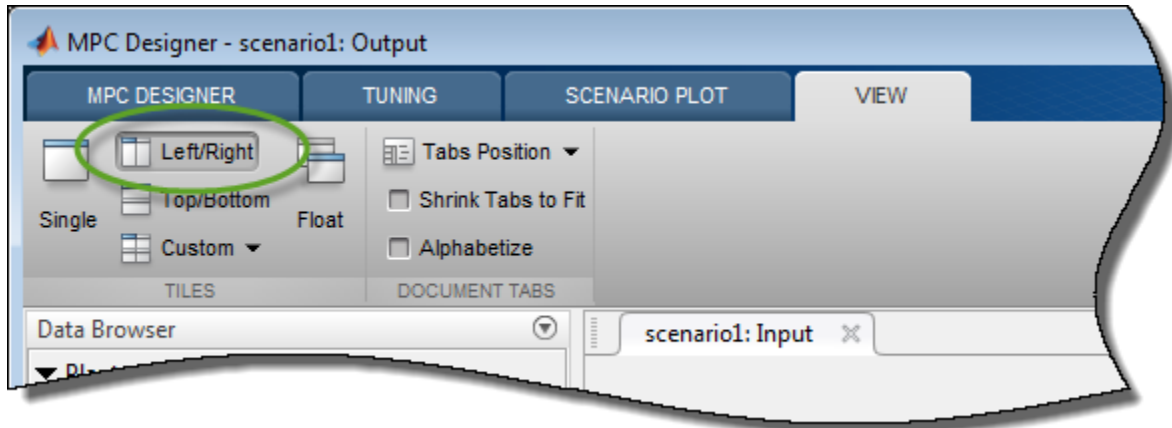 MPC Designer - scenario1: Output
MPC DESIGNER TUNING SCENARIO PLOT VIEW
Left/Right Tabs Position
Top/Bottom Shrink Tabs to Fit
Single Float
Custom Alphabetize
TILES DOCUMENT TABS
Data Browser scenario1: Input